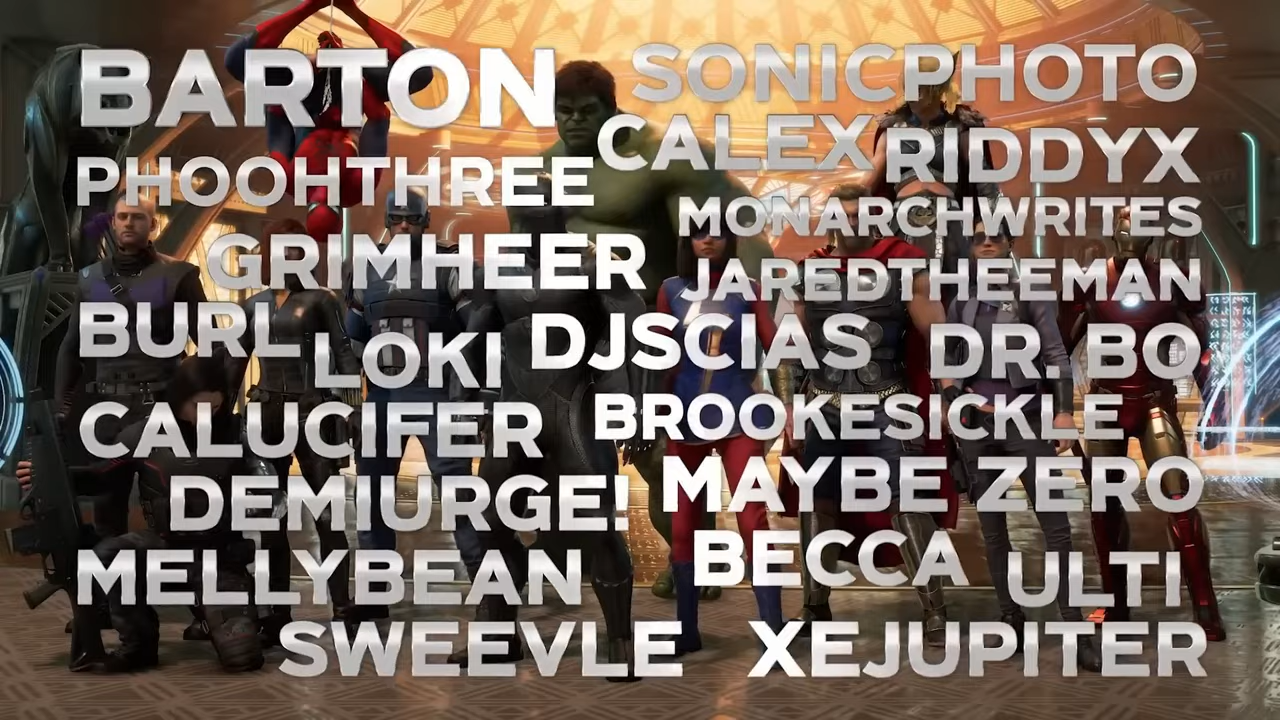 BARTON
PHOOHTHREE
GRIMHEER
BURL
LOKI
CALUCIFER
DEMIURGE!
MELLYBEAN
SWEEVLE
SONICPHOTO
CALEX
RIDDYX
MONARCHWRITES
JAREDTHEEMAN
DJSCIAS
DR. BO
BROOKESICKLE
MAYBE ZERO
BECCA
ULTI
XEJUPITER